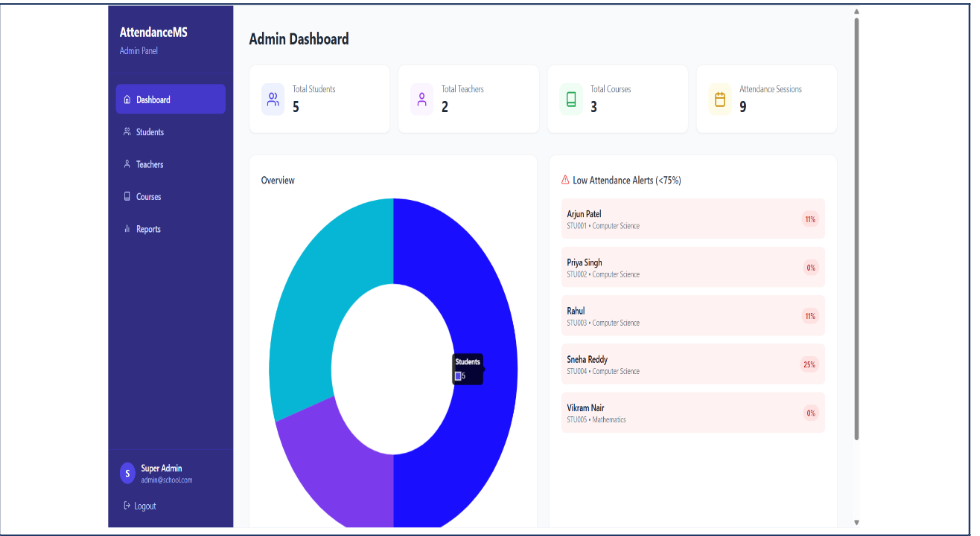 AttendanceMS
Admin Panel
Dashboard
Students
Teachers
Courses
Reports
S
Super Admin
admin@school.com
Logout
Admin Dashboard
Total Students
5
Total Teachers
2
Total Courses
3
Attendance Sessions
9
Overview
Students
5
Low Attendance Alerts (<75%)
Arjun Patel
STU001 • Computer Science
11%
Priya Singh
STU002 • Computer Science
0%
Rahul
STU003 • Computer Science
11%
Sneha Reddy
STU004 • Computer Science
25%
Vikram Nair
STU005 • Mathematics
0%